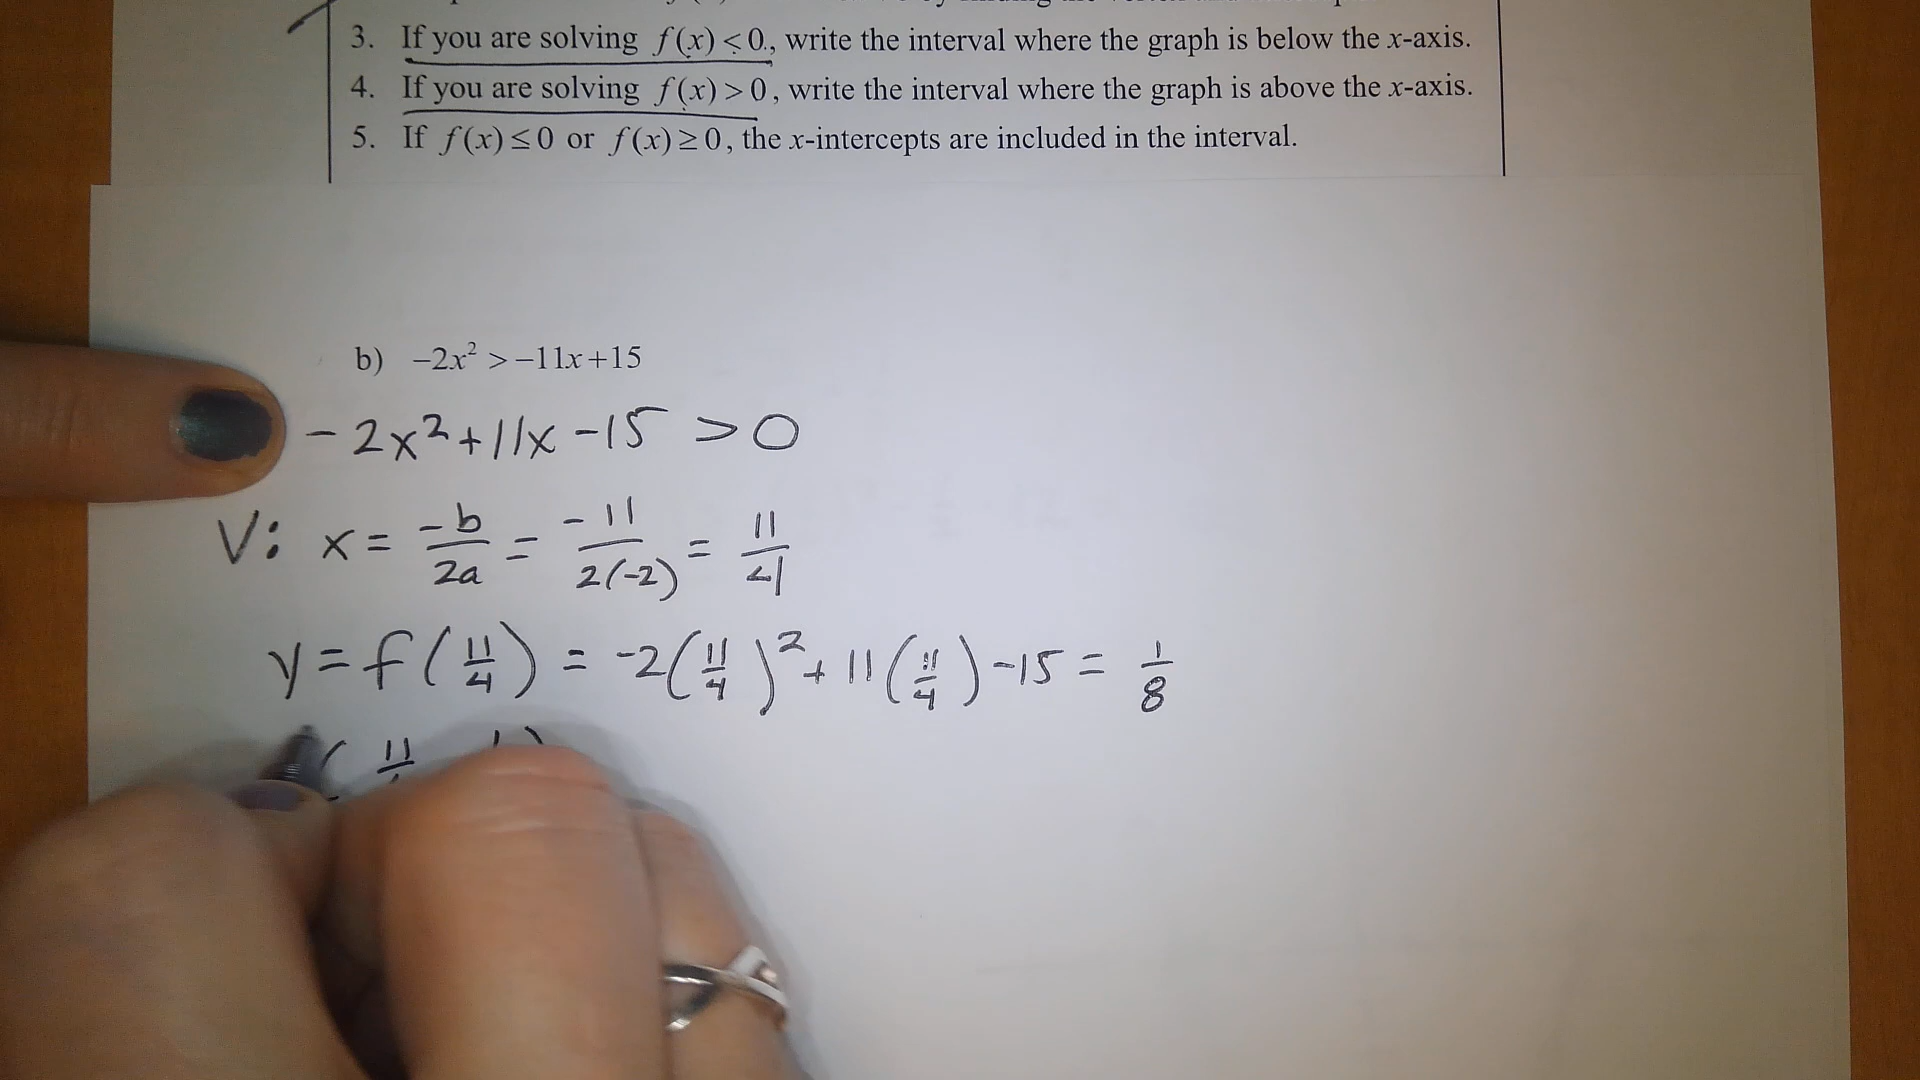 3. If you are solving f(x) < 0, write the interval where the graph is below the x-axis.
4. If you are solving f(x) > 0, write the interval where the graph is above the x-axis.
5. If f(x) ≤ 0 or f(x) ≥ 0, the x-intercepts are included in the interval.
b) −2x² > −11x+15
-2x²+11x-15 > 0
V: x = -b/2a = -11/2(-2) = 11/4
y = f(11/4) = -2(11/4)²+11(11/4)-15 = 1/8